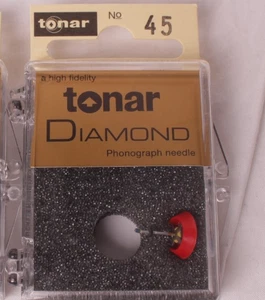 tonar No 45
a high fidelity
tonar
DIAMOND
Phonograph needle